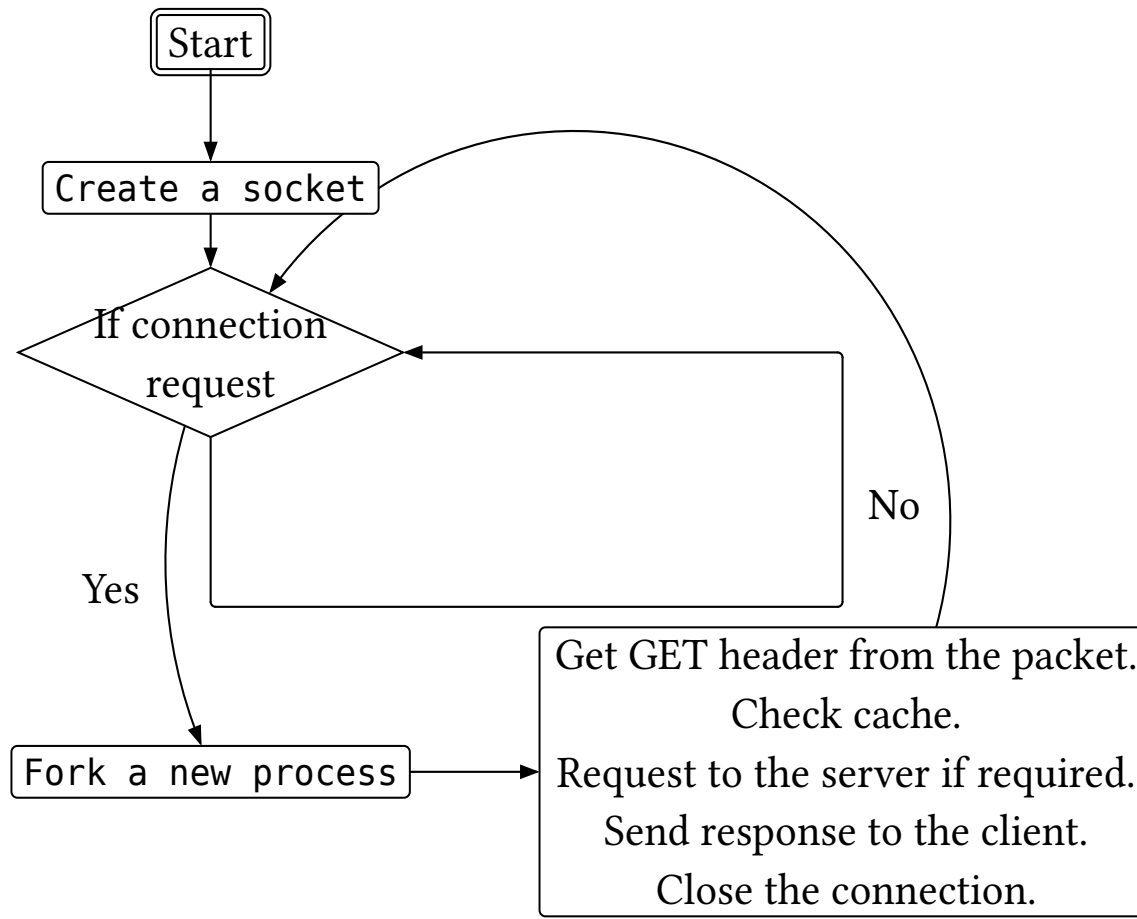 Start
Create a socket
If connection
request
No
Yes
Fork a new process
Get GET header from the packet.
Check cache.
Request to the server if required.
Send response to the client.
Close the connection.